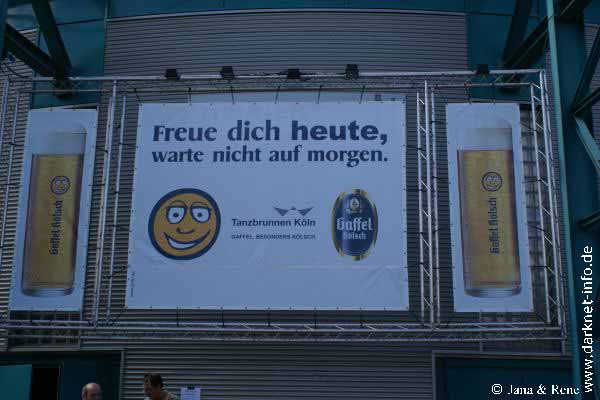 Freue dich heute,
warte nicht auf morgen.
Tanzbrunnen Köln
GAFFEL. BESONDERS KÖLSCH.
Gaffel
Kölsch
Gaffel Kölsch
Gaffel Kölsch
www.darknet-info.de
© Jana & Rene